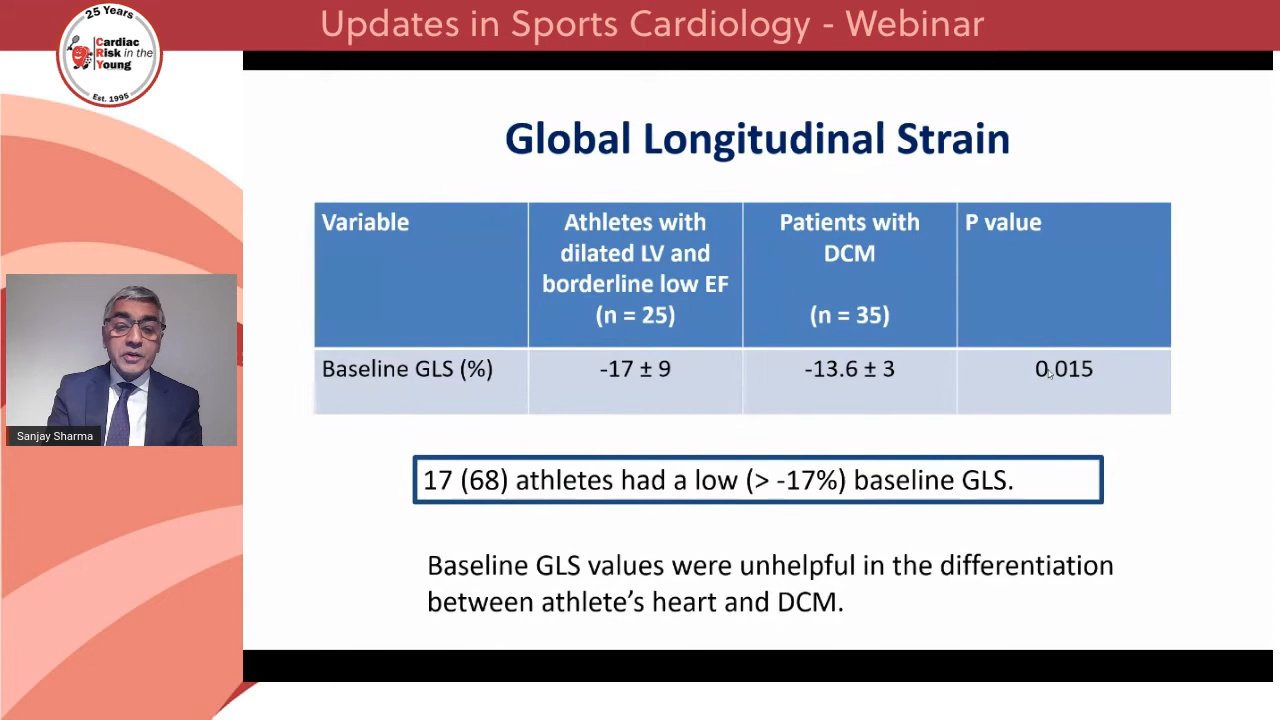 Updates in Sports Cardiology - Webinar
25 Years
Cardiac
Risk in the
Young
Est. 1995
Global Longitudinal Strain
Variable
Athletes with
dilated LV and
borderline low EF
(n = 25)
Patients with
DCM
(n = 35)
P value
Baseline GLS (%)
-17 ± 9
-13.6 ± 3
0.015
17 (68) athletes had a low (> -17%) baseline GLS.
Baseline GLS values were unhelpful in the differentiation
between athlete’s heart and DCM.
Sanjay Sharma